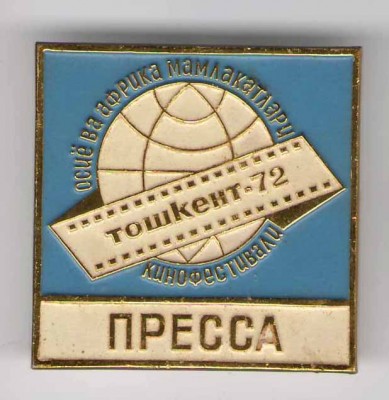 осиё ва африка мамлакатлари
тошкент-72
кинофестивали
ПРЕССА